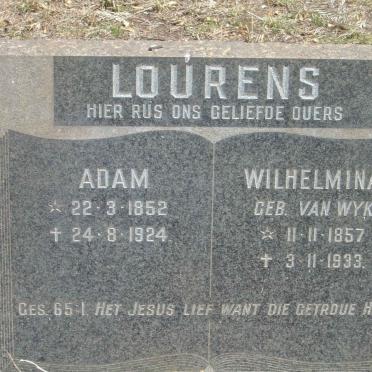 LOURENS
HIER RUS ONS GELIEFDE OUERS
ADAM
☆ 22·3·1852
✝ 24·8·1924
WILHELMINA
GEB. VAN WYK
☆ 11·11·1857
✝ 3·11·1933.
GES. 65·1. HET JESUS LIEF WANT DIE GETROUE H